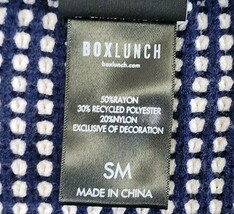 BOXLUNCH
boxlunch.com
50%RAYON
30% RECYCLED POLYESTER
20%NYLON
EXCLUSIVE OF DECORATION
SM
MADE IN CHINA